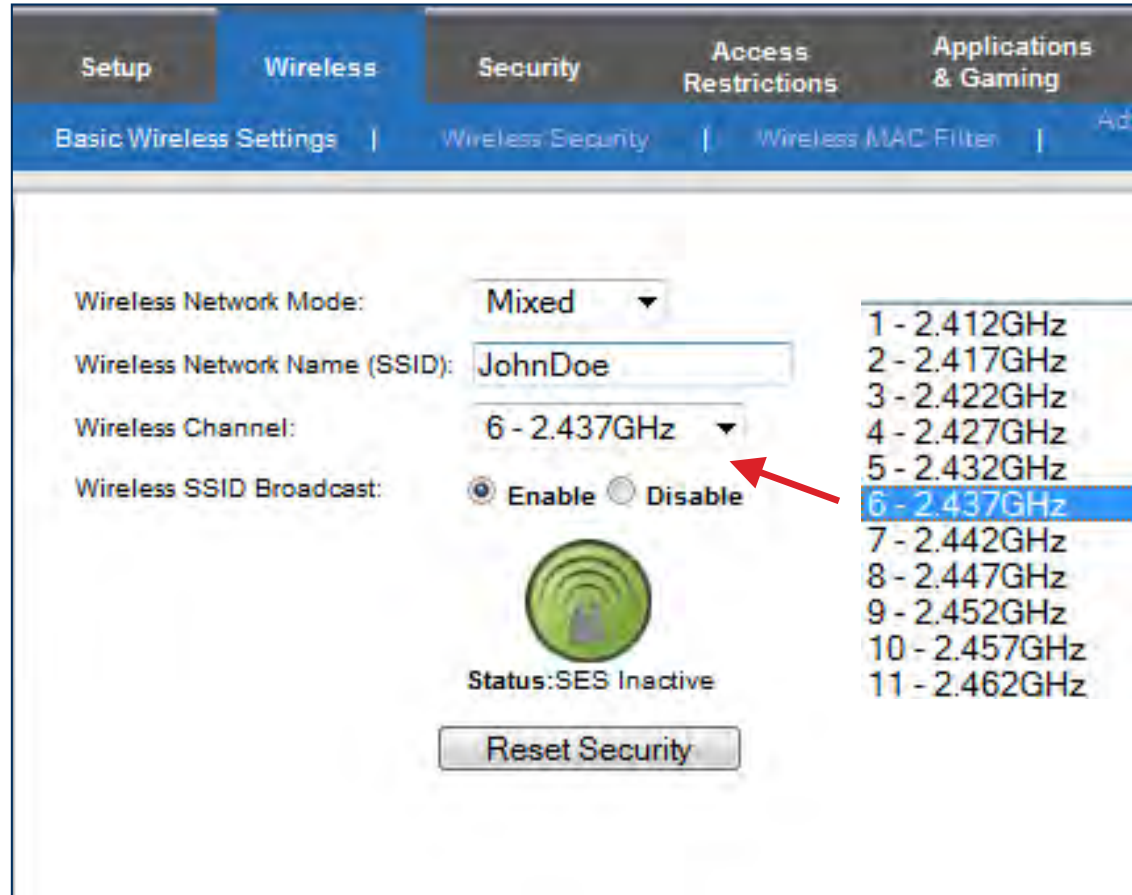 Setup Wireless Security Access Restrictions Applications & Gaming
Basic Wireless Settings | Wireless Security | Wireless MAC Filter |
Wireless Network Mode: Mixed
Wireless Network Name (SSID): JohnDoe
Wireless Channel: 6 - 2.437GHz
Wireless SSID Broadcast: Enable Disable
Status:SES Inactive
Reset Security
1 - 2.412GHz
2 - 2.417GHz
3 - 2.422GHz
4 - 2.427GHz
5 - 2.432GHz
6 - 2.437GHz
7 - 2.442GHz
8 - 2.447GHz
9 - 2.452GHz
10 - 2.457GHz
11 - 2.462GHz